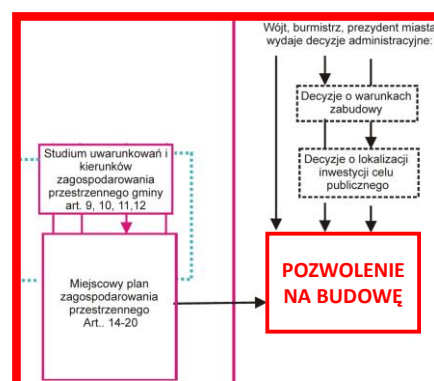 Wójt, burmistrz, prezydent miasta
wydaje decyzje administracyjne:
Decyzje o warunkach
zabudowy
Studium uwarunkowań i
kierunków
zagospodarowania
przestrzennego gminy
art. 9, 10, 11,12
Decyzje o lokalizacji
inwestycji celu
publicznego
Miejscowy plan
zagospodarowania
przestrzennego
Art.. 14-20
POZWOLENIE
NA BUDOWĘ